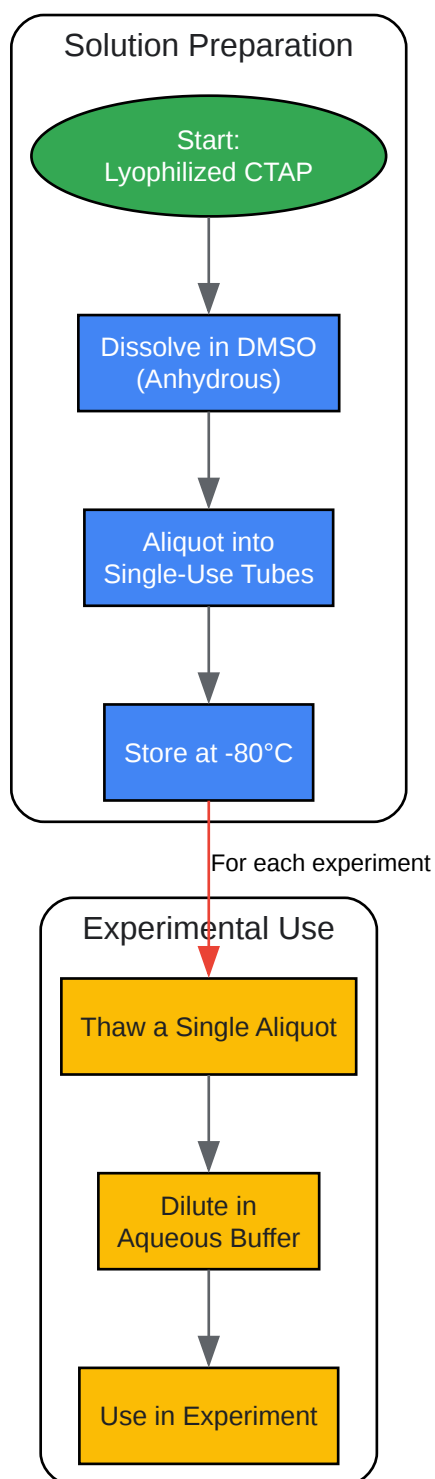 Solution Preparation
Start:
Lyophilized CTAP
Dissolve in DMSO
(Anhydrous)
Aliquot into
Single-Use Tubes
Store at -80°C
For each experiment
Experimental Use
Thaw a Single Aliquot
Dilute in
Aqueous Buffer
Use in Experiment